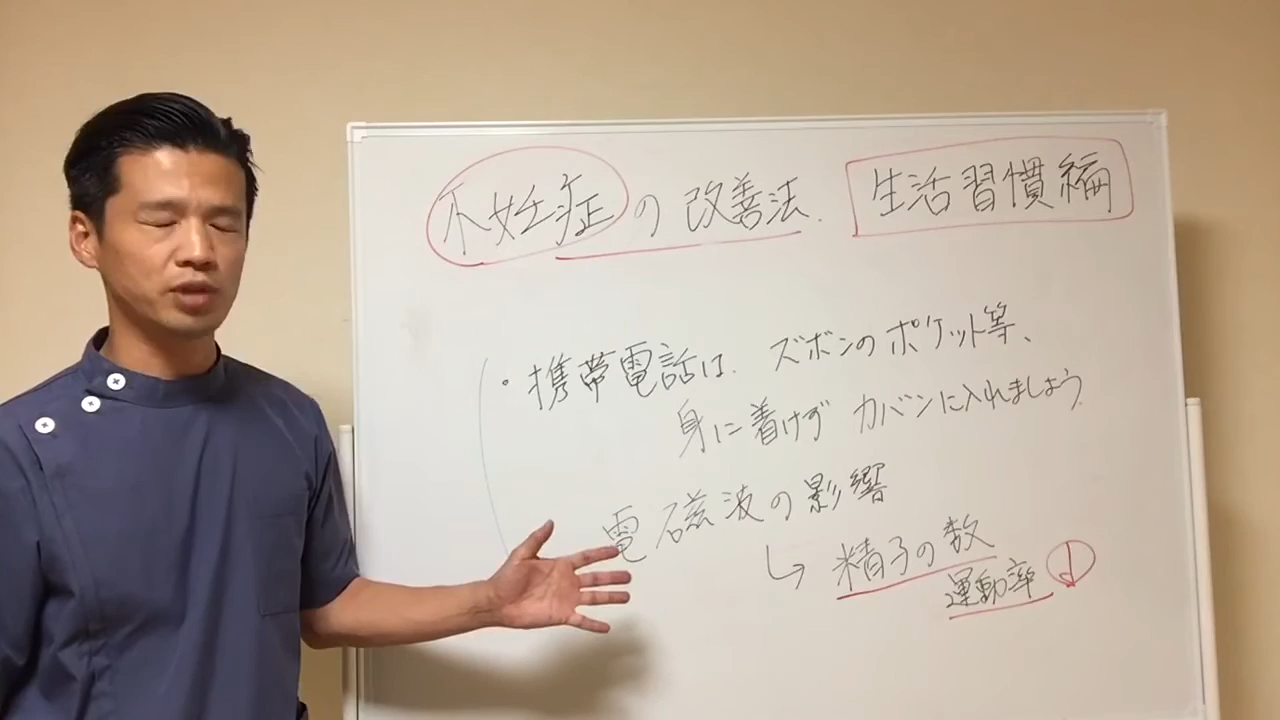 不妊症の改善法. 生活習慣編
・携帯電話は、ズボンのポケット等、
身に着けず カバンに入れましょう
電磁波の影響
↳ 精子の数
運動率 ↓